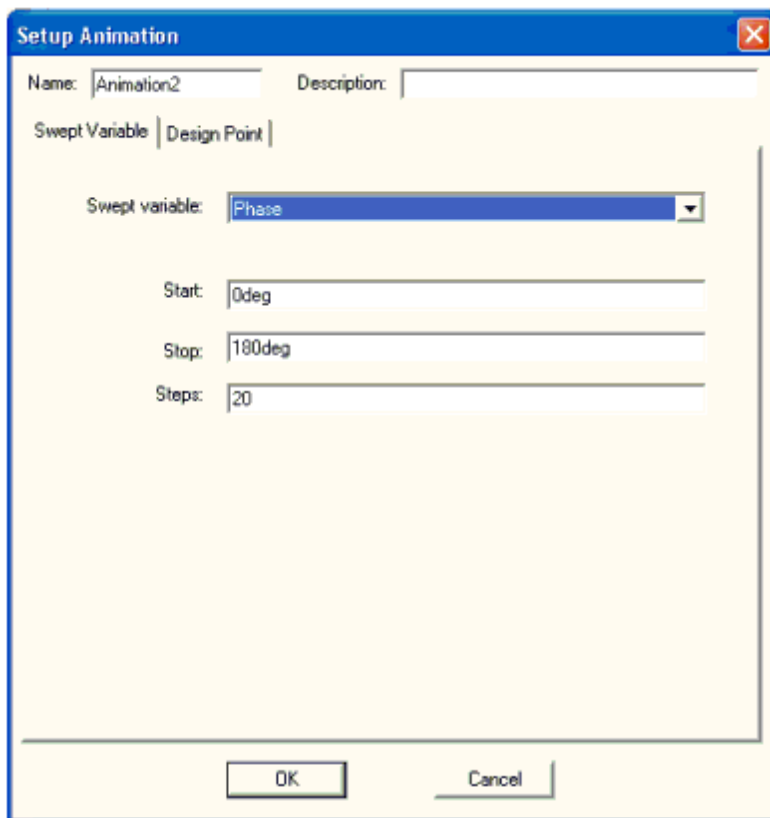 Setup Animation
Name: Animation2 Description:
Swept Variable Design Point
Swept variable: Phase
Start: 0deg
Stop: 180deg
Steps: 20
OK Cancel